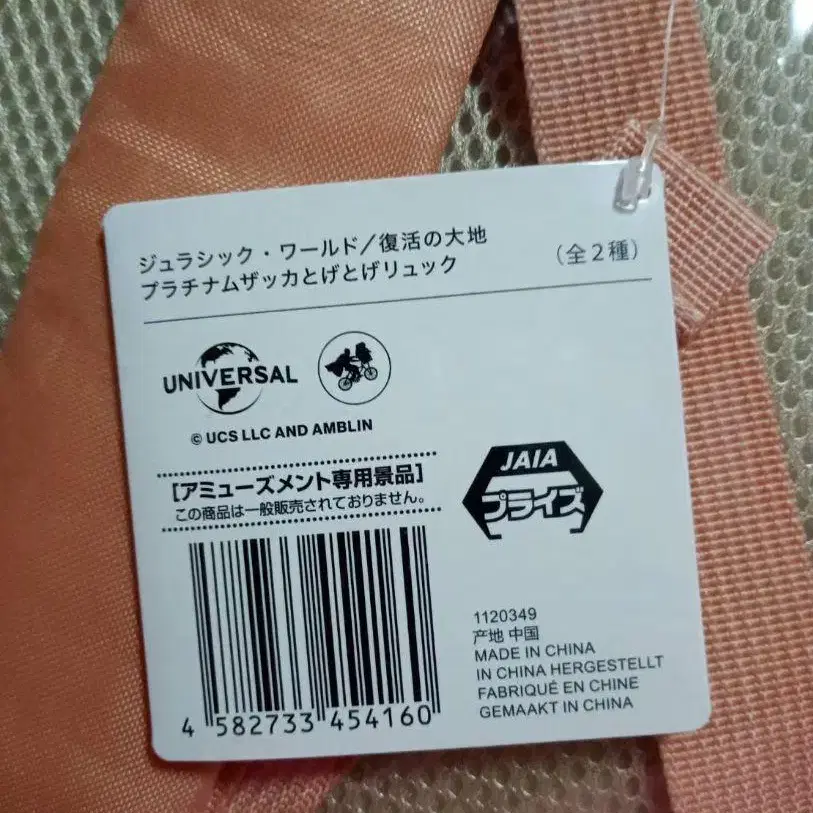 ジュラシック・ワールド／復活の大地
プラチナムザッカとげとげリュック
（全２種）
UNIVERSAL
© UCS LLC AND AMBLIN
[アミューズメント専用景品]
この商品は一般販売されておりません。
JAIA
プライズ
4 582733 454160
1120349
产地 中国
MADE IN CHINA
IN CHINA HERGESTELLT
FABRIQUÉ EN CHINE
GEMAAKT IN CHINA